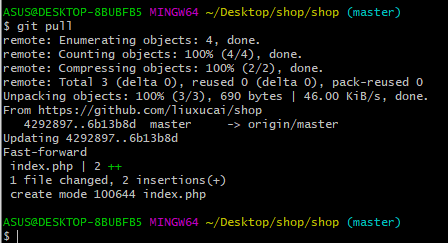 ASUS@DESKTOP-8BUBFB5 MINGW64 ~/Desktop/shop/shop (master)
$ git pull
remote: Enumerating objects: 4, done.
remote: Counting objects: 100% (4/4), done.
remote: Compressing objects: 100% (2/2), done.
remote: Total 3 (delta 0), reused 0 (delta 0), pack-reused 0
Unpacking objects: 100% (3/3), 690 bytes | 46.00 KiB/s, done.
From https://github.com/liuxucai/shop
   4292897..6b13b8d  master     -> origin/master
Updating 4292897..6b13b8d
Fast-forward
 index.php | 2 ++
 1 file changed, 2 insertions(+)
 create mode 100644 index.php
ASUS@DESKTOP-8BUBFB5 MINGW64 ~/Desktop/shop/shop (master)
$